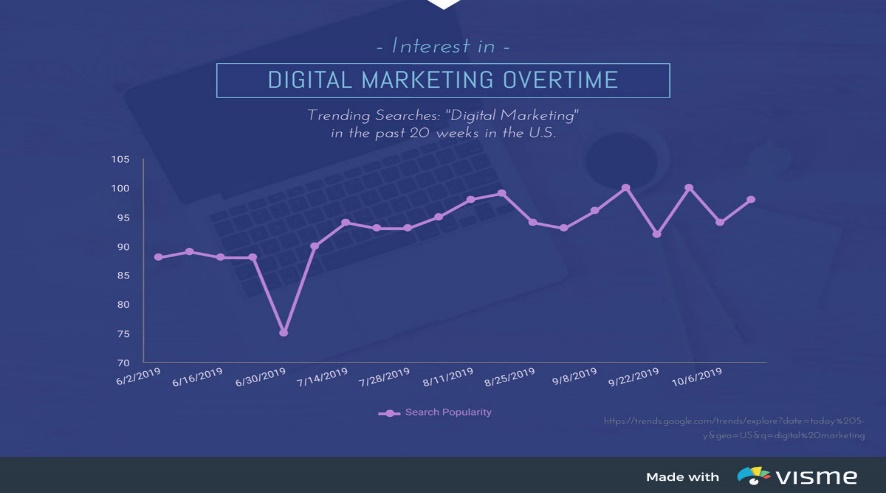 - Interest in -
DIGITAL MARKETING OVERTIME
Trending Searches: "Digital Marketing"
in the past 20 weeks in the U.S.
105
100
95
90
85
80
75
70
6/2/2019 6/16/2019 6/30/2019 7/14/2019 7/28/2019 8/11/2019 8/25/2019 9/8/2019 9/22/2019 10/6/2019
Search Popularity
https://trends.google.com/trends/explore?date=today%205-
y&geo=US&q=digital%20marketing
Made with visme